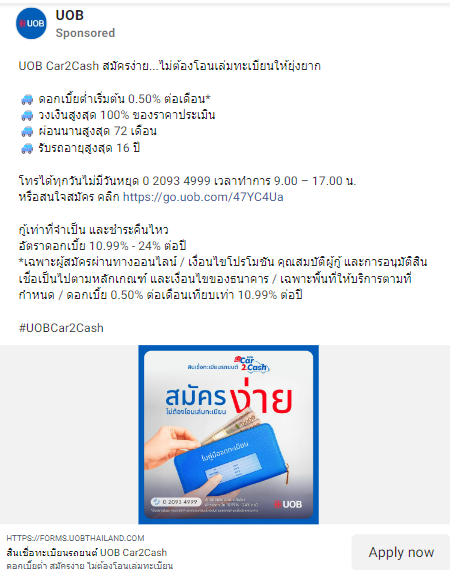 UOB
Sponsored
UOB Car2Cash สมัครง่าย...ไม่ต้องโอนเล่มทะเบียนให้ยุ่งยาก
🚙 ดอกเบี้ยต่ำเริ่มต้น 0.50% ต่อเดือน*
🚙 วงเงินสูงสุด 100% ของราคาประเมิน
🚙 ผ่อนนานสูงสุด 72 เดือน
🚙 รับรถอายุสูงสุด 16 ปี
โทรได้ทุกวันไม่มีวันหยุด 0 2093 4999 เวลาทำการ 9.00 – 17.00 น.
หรือสนใจสมัคร คลิก https://go.uob.com/47YC4Ua
กู้เท่าที่จำเป็น และชำระคืนไหว
อัตราดอกเบี้ย 10.99% - 24% ต่อปี
*เฉพาะผู้สมัครผ่านทางออนไลน์ / เงื่อนไขโปรโมชัน คุณสมบัติผู้กู้ และการอนุมัติสิน
เชื่อเป็นไปตามหลักเกณฑ์ และเงื่อนไขของธนาคาร / เฉพาะพื้นที่ให้บริการตามที่
กำหนด / ดอกเบี้ย 0.50% ต่อเดือนเทียบเท่า 10.99% ต่อปี
#UOBCar2Cash
สินเชื่อทะเบียนรถยนต์
Car
2Cash
สมัครง่าย
ไม่ต้องโอนเล่มทะเบียน
ใบคู่มือจดทะเบียน
0 2093 4999
UOB
HTTPS://FORMS.UOBTHAILAND.COM
สินเชื่อทะเบียนรถยนต์ UOB Car2Cash
ดอกเบี้ยต่ำ สมัครง่าย ไม่ต้องโอนเล่มทะเบียน
Apply now